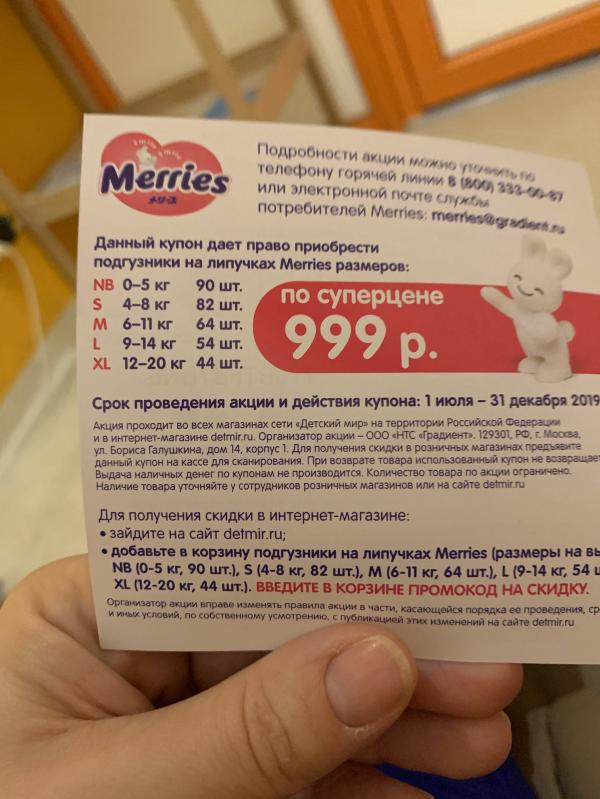 smile smile
Merries
メリーズ
Подробности акции можно уточнить по
телефону горячей линии 8 (800) 333-00-87
или электронной почте службы
потребителей Merries: merries@gradient.ru
Данный купон дает право приобрести
подгузники на липучках Merries размеров:
NB 0–5 кг 90 шт.
S 4–8 кг 82 шт.
M 6–11 кг 64 шт.
L 9–14 кг 54 шт.
XL 12–20 кг 44 шт.
по суперцене
999 р.
Срок проведения акции и действия купона: 1 июля – 31 декабря 2019
Акция проходит во всех магазинах сети «Детский мир» на территории Российской Федерации
и в интернет-магазине detmir.ru. Организатор акции – ООО «НТС «Градиент». 129301, РФ, г. Москва,
ул. Бориса Галушкина, дом 14, корпус 1. Для получения скидки в розничных магазинах предъявите
данный купон на кассе для сканирования. При возврате товара использованный купон не возвращает
Выдача наличных денег по купонам не производится. Количество товара по акции ограничено.
Наличие товара уточняйте у сотрудников розничных магазинов или на сайте detmir.ru
Для получения скидки в интернет-магазине:
• зайдите на сайт detmir.ru;
• добавьте в корзину подгузники на липучках Merries (размеры на вы
NB (0-5 кг, 90 шт.), S (4-8 кг, 82 шт.), M (6-11 кг, 64 шт.), L (9-14 кг, 54 ш
XL (12-20 кг, 44 шт.). ВВЕДИТЕ В КОРЗИНЕ ПРОМОКОД НА СКИДКУ.
Организатор акции вправе изменять правила акции в части, касающейся порядка ее проведения, ср
и иных условий, по собственному усмотрению, с публикацией этих изменений на сайте detmir.ru